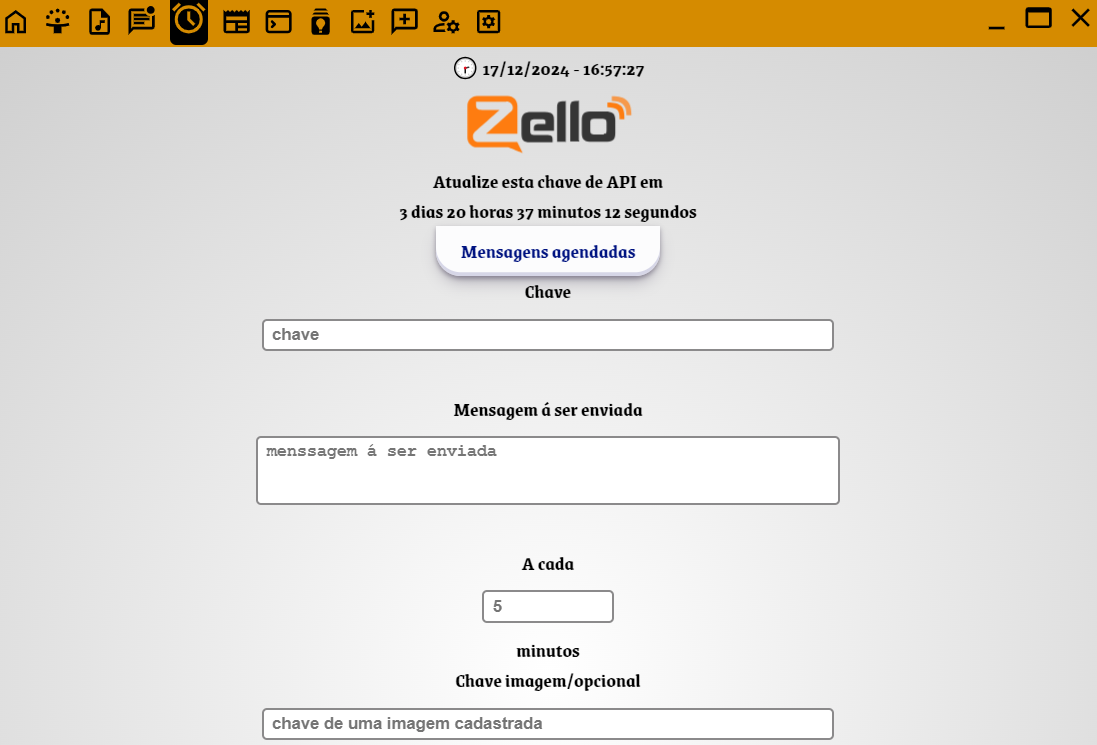 17/12/2024 - 16:57:27
Zello
Atualize esta chave de API em
3 dias 20 horas 37 minutos 12 segundos
Mensagens agendadas
Chave
chave
Mensagem á ser enviada
menssagem á ser enviada
A cada
5
minutos
Chave imagem/opcional
chave de uma imagem cadastrada